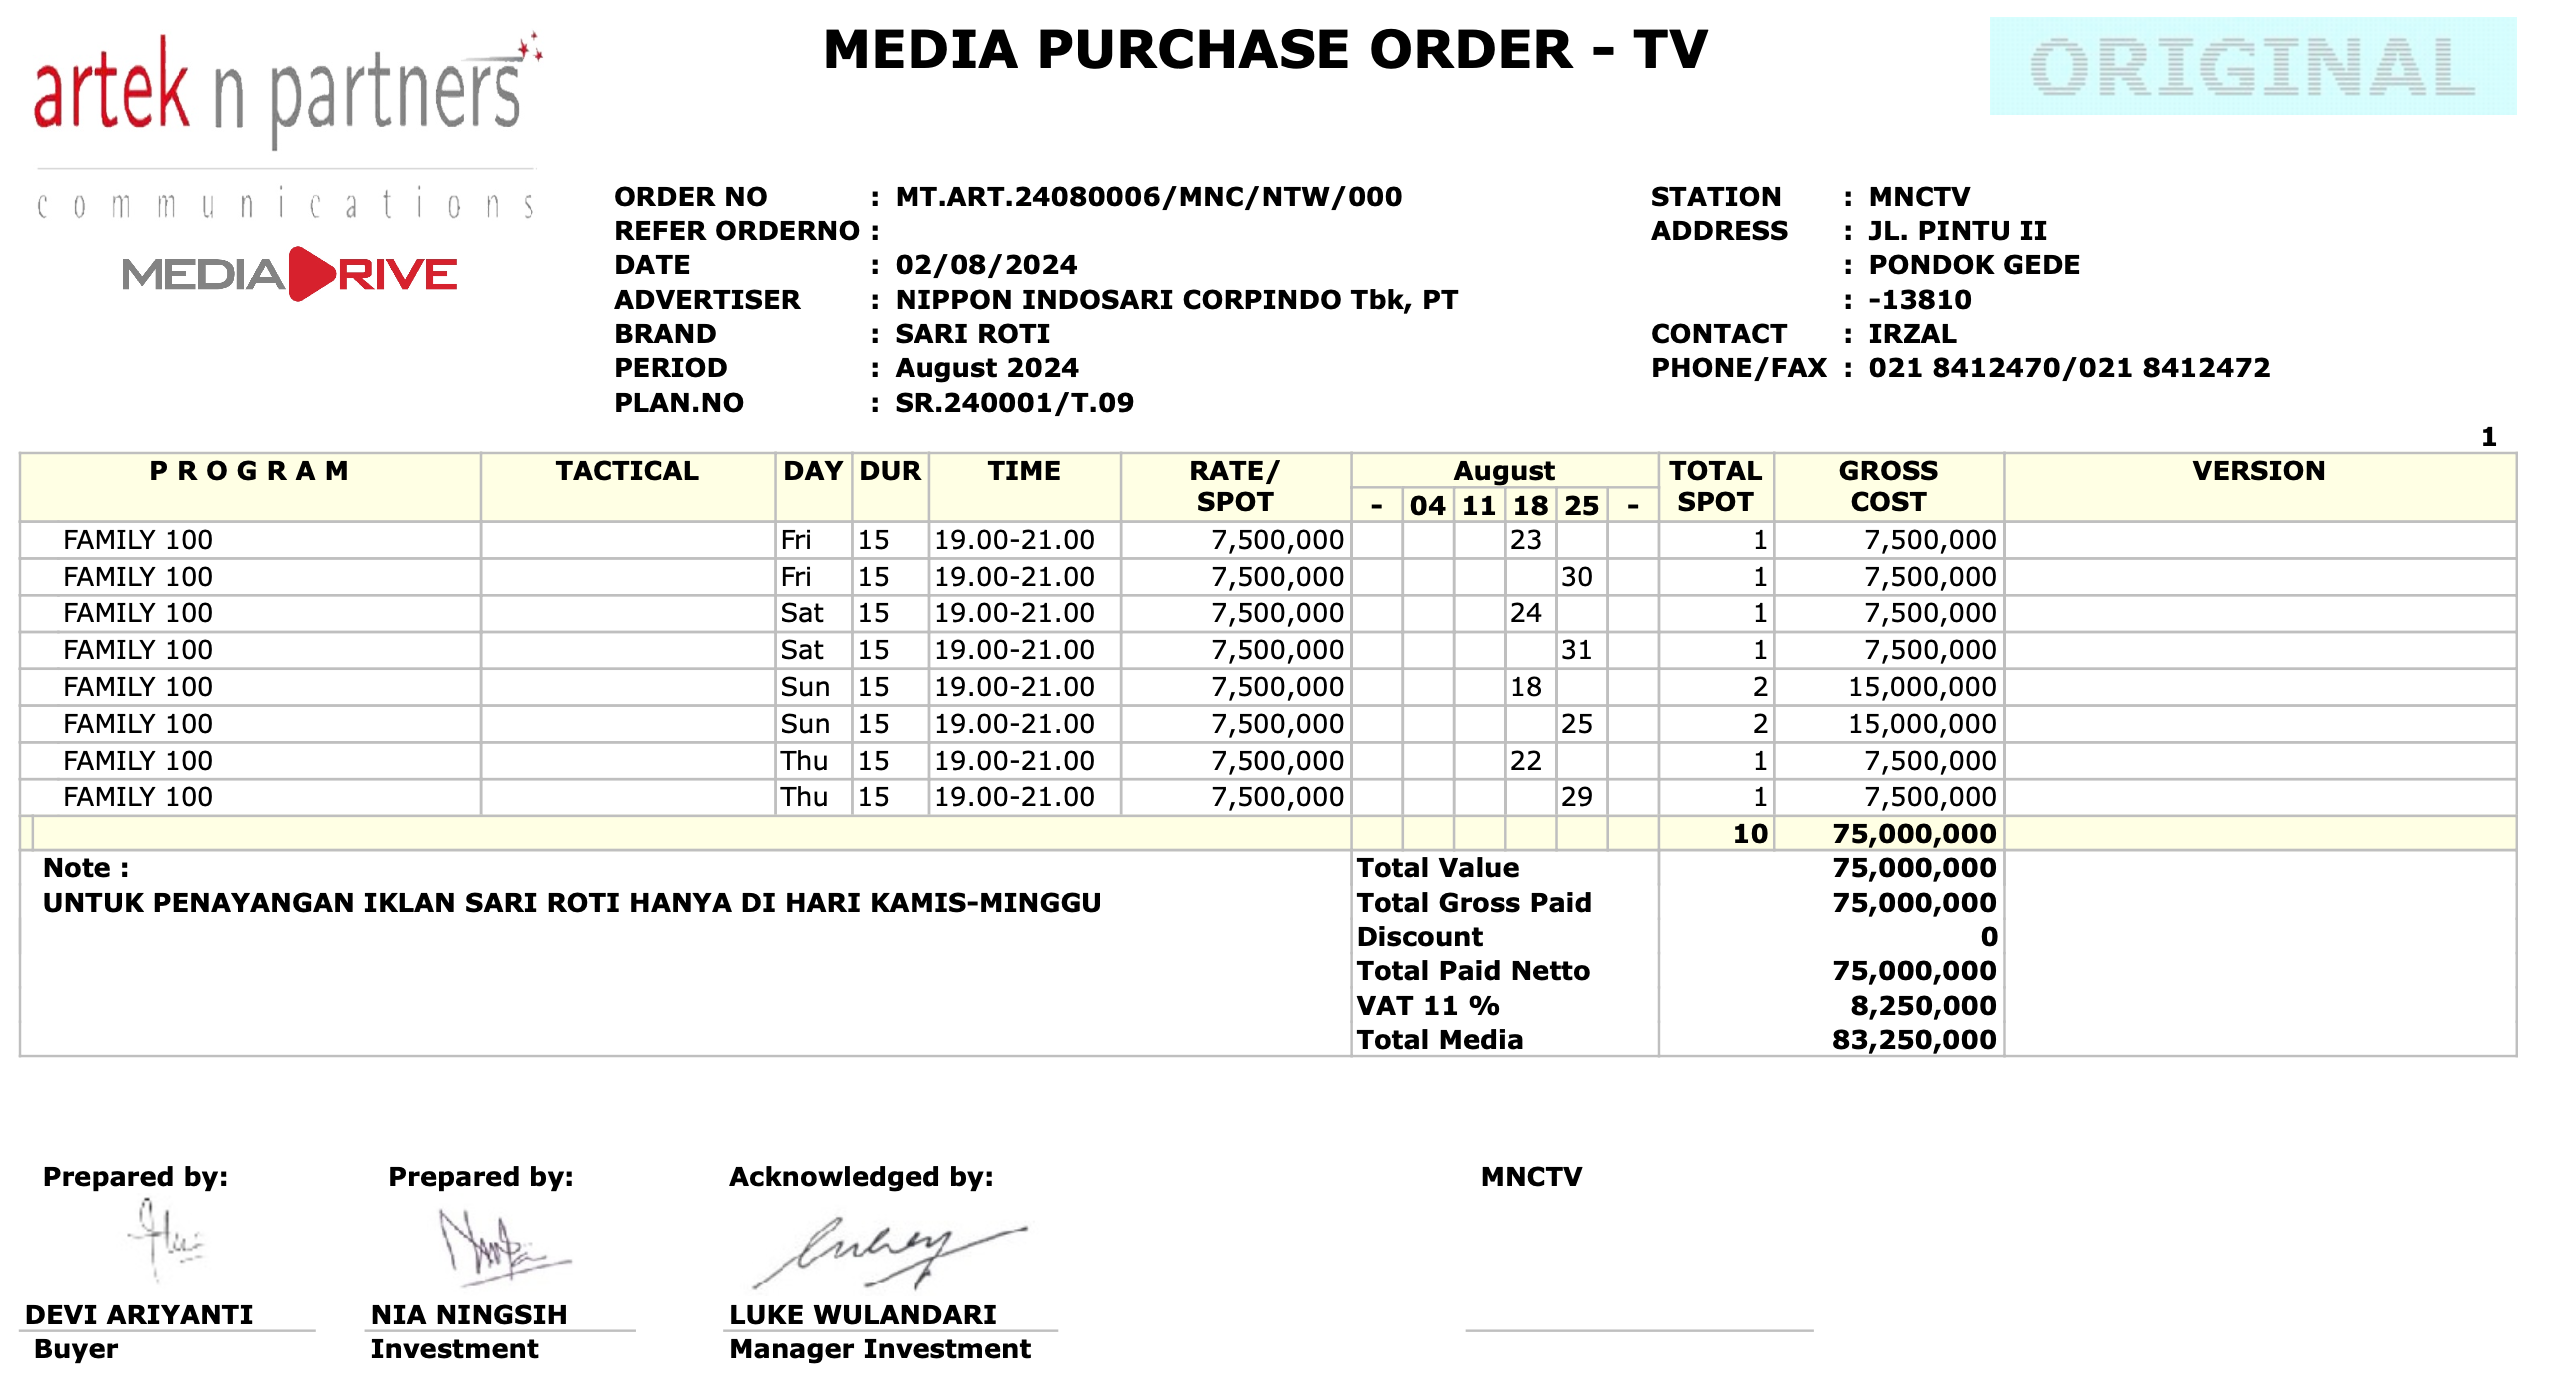 artek n partners
communications
MEDIADRIVE
MEDIA PURCHASE ORDER - TV
ORIGINAL
ORDER NO : MT.ART.24080006/MNC/NTW/000
REFER ORDERNO :
DATE : 02/08/2024
ADVERTISER : NIPPON INDOSARI CORPINDO Tbk, PT
BRAND : SARI ROTI
PERIOD : August 2024
PLAN.NO : SR.240001/T.09
STATION : MNCTV
ADDRESS : JL. PINTU II
: PONDOK GEDE
: -13810
CONTACT : IRZAL
PHONE/FAX : 021 8412470/021 8412472
1
P R O G R A M TACTICAL DAY DUR TIME RATE/ August TOTAL GROSS VERSION
SPOT - 04 11 18 25 - SPOT COST
FAMILY 100 Fri 15 19.00-21.00 7,500,000 23 1 7,500,000
FAMILY 100 Fri 15 19.00-21.00 7,500,000 30 1 7,500,000
FAMILY 100 Sat 15 19.00-21.00 7,500,000 24 1 7,500,000
FAMILY 100 Sat 15 19.00-21.00 7,500,000 31 1 7,500,000
FAMILY 100 Sun 15 19.00-21.00 7,500,000 18 2 15,000,000
FAMILY 100 Sun 15 19.00-21.00 7,500,000 25 2 15,000,000
FAMILY 100 Thu 15 19.00-21.00 7,500,000 22 1 7,500,000
FAMILY 100 Thu 15 19.00-21.00 7,500,000 29 1 7,500,000
10 75,000,000
Note :
UNTUK PENAYANGAN IKLAN SARI ROTI HANYA DI HARI KAMIS-MINGGU
Total Value 75,000,000
Total Gross Paid 75,000,000
Discount 0
Total Paid Netto 75,000,000
VAT 11 % 8,250,000
Total Media 83,250,000
Prepared by: Prepared by: Acknowledged by: MNCTV
DEVI ARIYANTI NIA NINGSIH LUKE WULANDARI
Buyer Investment Manager Investment